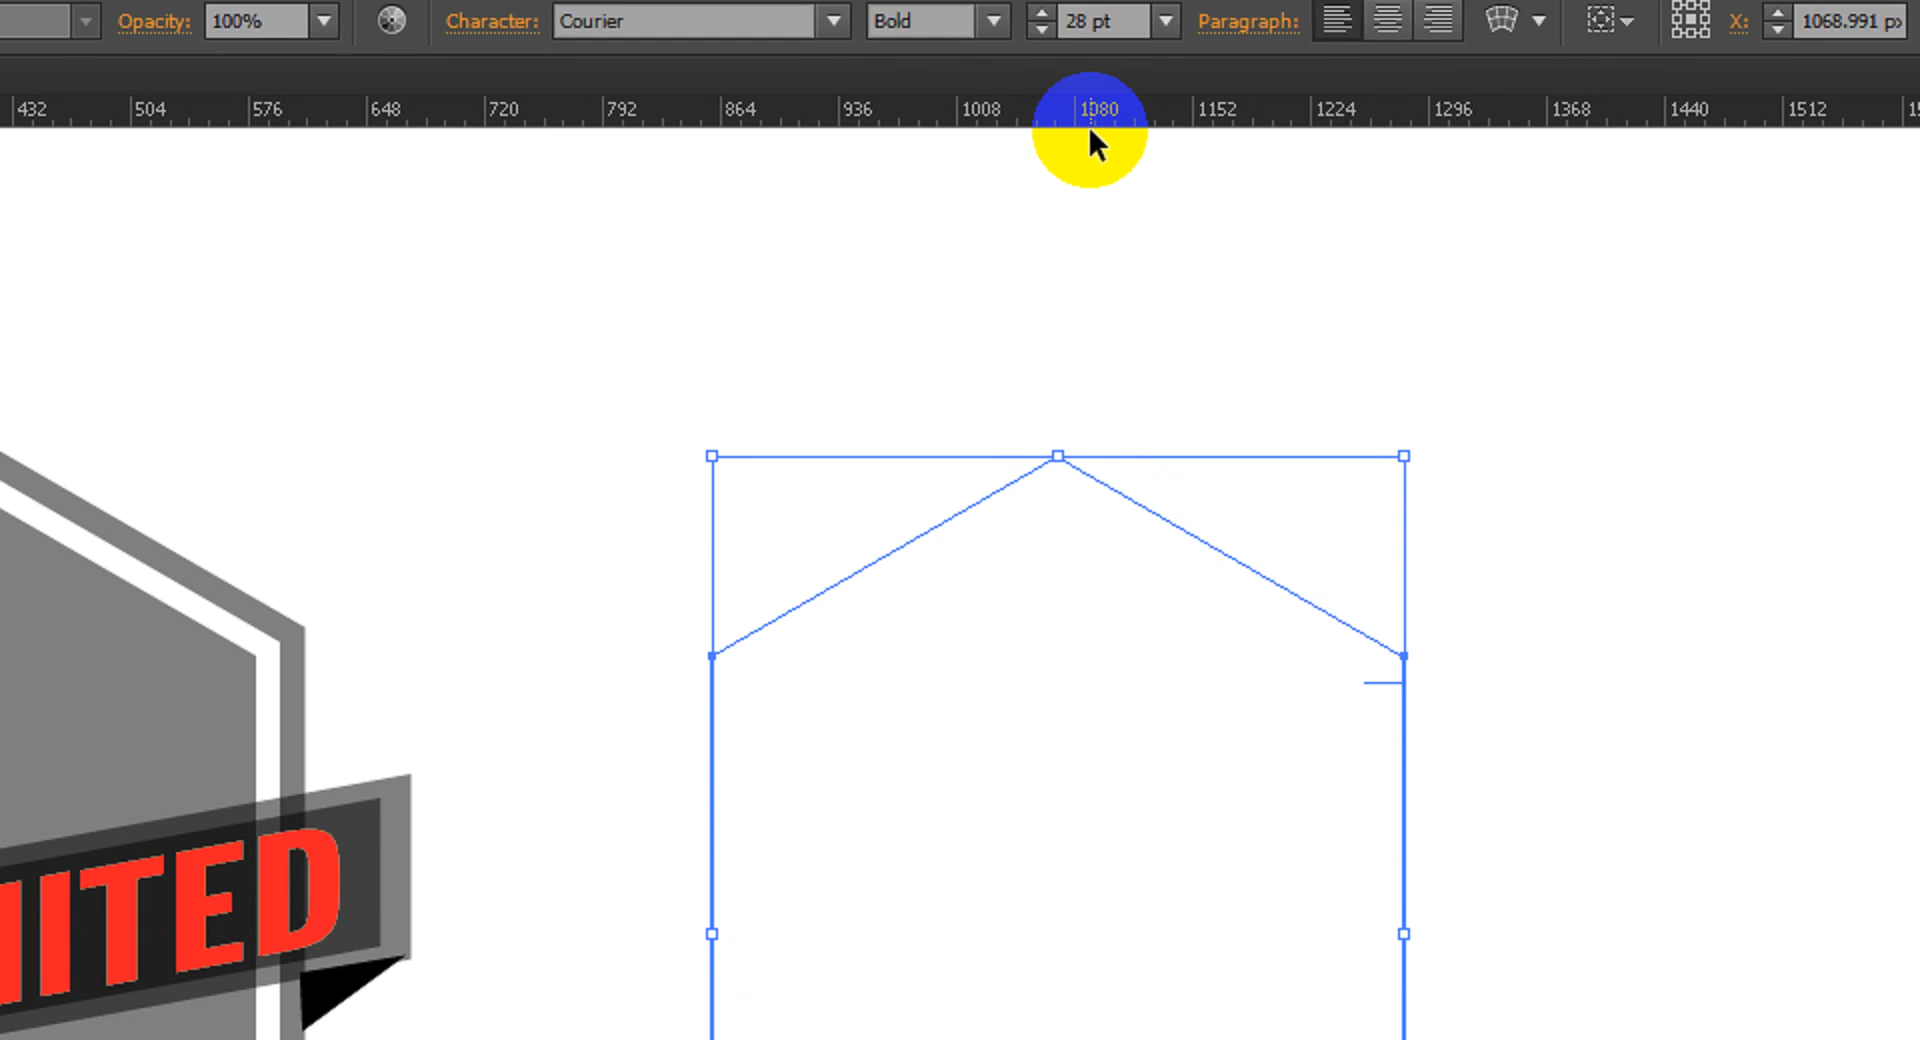 Opacity: 100% Character: Courier Bold 28 pt Paragraph: X: 1068.991 px
432 504 576 648 720 792 864 936 1008 1080 1152 1224 1296 1368 1440 1512
ITED